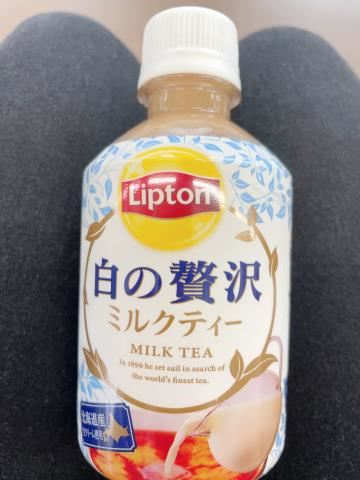 Lipton
白の贅沢
ミルクティー
MILK TEA
In 1890 he set sail in search of
the world's finest tea.
北海道産